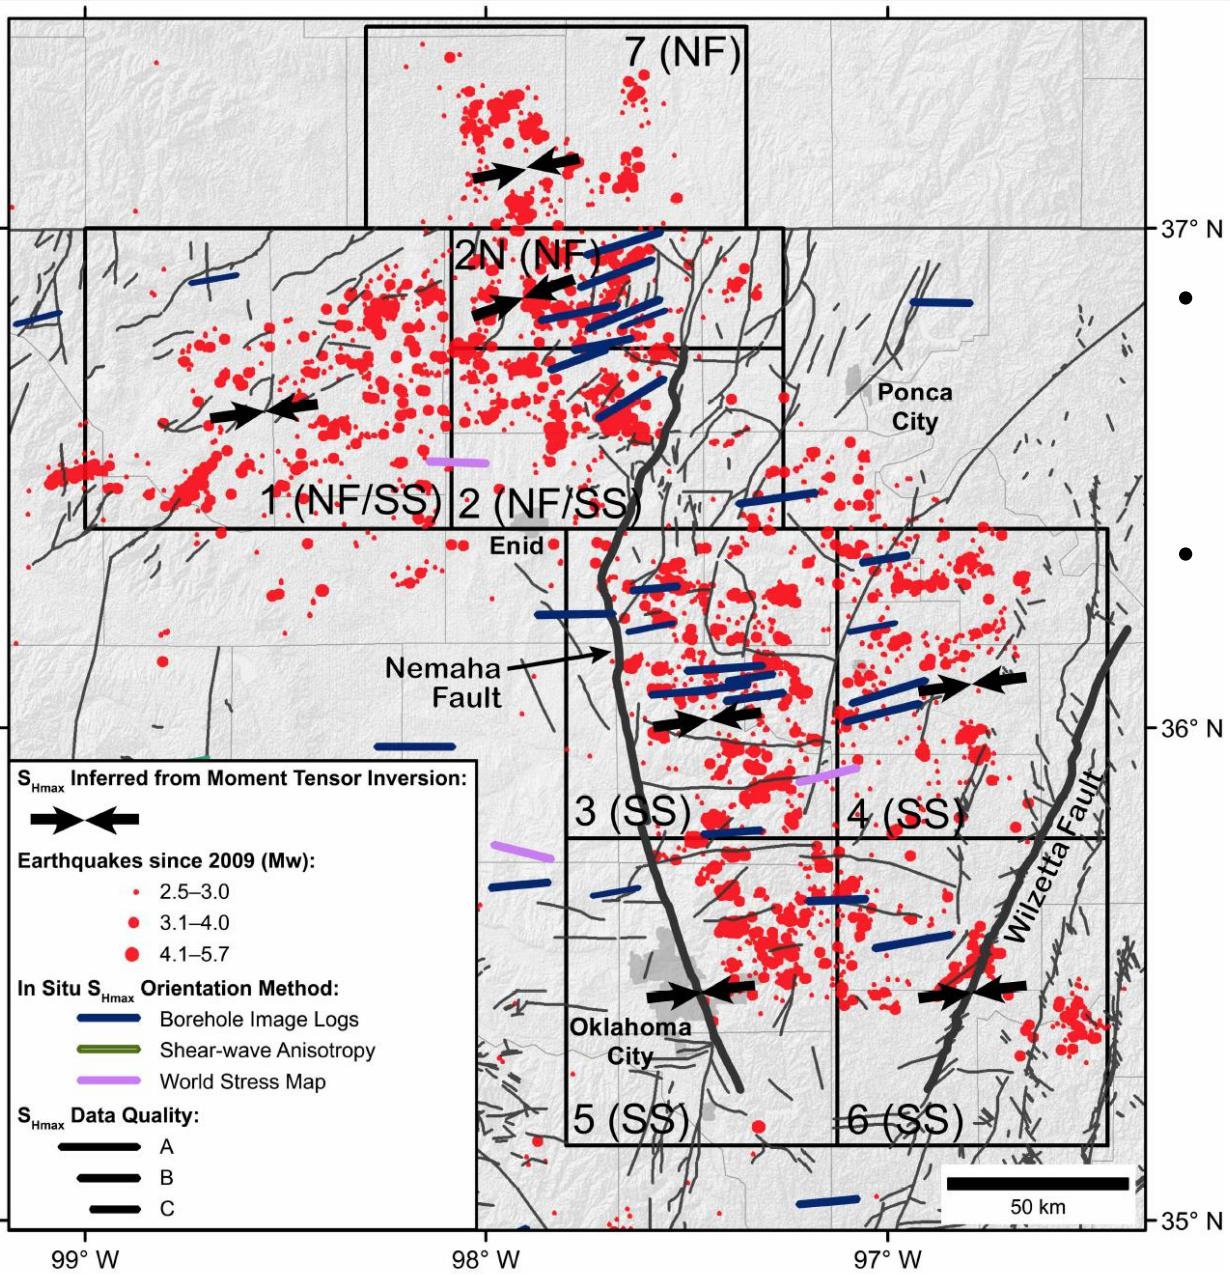 7 (NF)
37° N
2N (NF)
Ponca
City
1 (NF/SS)
2 (NF/SS)
Enid
Nemaha
Fault
36° N
3 (SS)
4 (SS)
Wilzetta Fault
Oklahoma
City
5 (SS)
6 (SS)
50 km
35° N
SHmax Inferred from Moment Tensor Inversion:
Earthquakes since 2009 (Mw):
2.5–3.0
3.1–4.0
4.1–5.7
In Situ SHmax Orientation Method:
Borehole Image Logs
Shear-wave Anisotropy
World Stress Map
SHmax Data Quality:
A
B
C
99° W
98° W
97° W